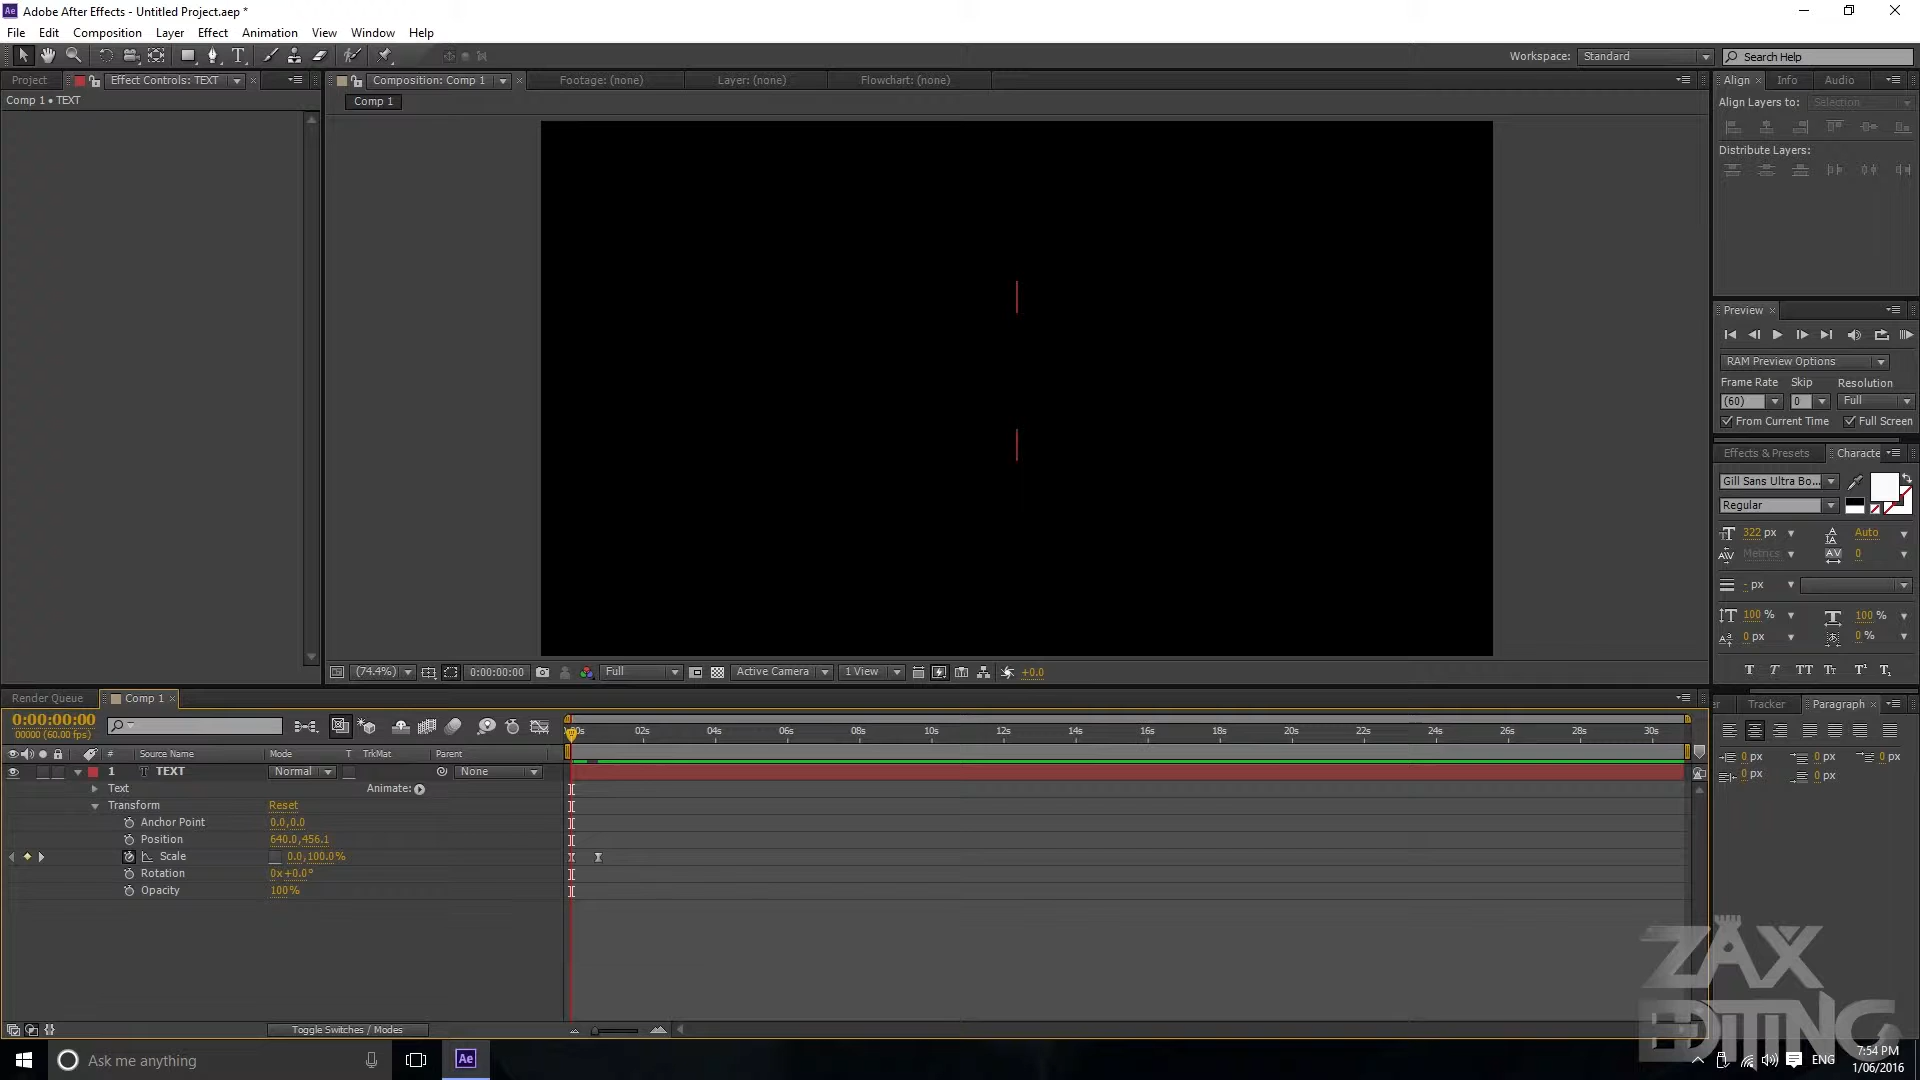 Adobe After Effects - Untitled Project.aep *
File Edit Composition Layer Effect Animation View Window Help
Workspace: Standard Search Help
Project Effect Controls: TEXT Composition: Comp 1 Footage: (none) Layer: (none) Flowchart: (none) Align Info Audio
Comp 1 • TEXT
Comp 1
Align Layers to: Selection
Distribute Layers:
Preview
RAM Preview Options
Frame Rate Skip Resolution
(60) 0 Full
From Current Time Full Screen
Effects & Presets Characte
Gill Sans Ultra Bo...
Regular
322 px Auto
Metrics 0
- px
100 % 100 %
0 px 0 %
(74.4%) 0:00:00:00 Full Active Camera 1 View +0.0
Render Queue Comp 1
er Tracker Paragraph
0:00:00:00
00000 (60.00 fps)
00s 02s 04s 06s 08s 10s 12s 14s 16s 18s 20s 22s 24s 26s 28s 30s
# Source Name Mode T TrkMat Parent
0 px 0 px 0 px
0 px 0 px
1 T TEXT Normal None
Text Animate:
Transform Reset
Anchor Point 0.0,0.0
Position 640.0,456.1
Scale 0.0,100.0%
Rotation 0x+0.0°
Opacity 100%
Toggle Switches / Modes
ZAX
EDITING
Ask me anything Ae ENG 7:54 PM
1/06/2016